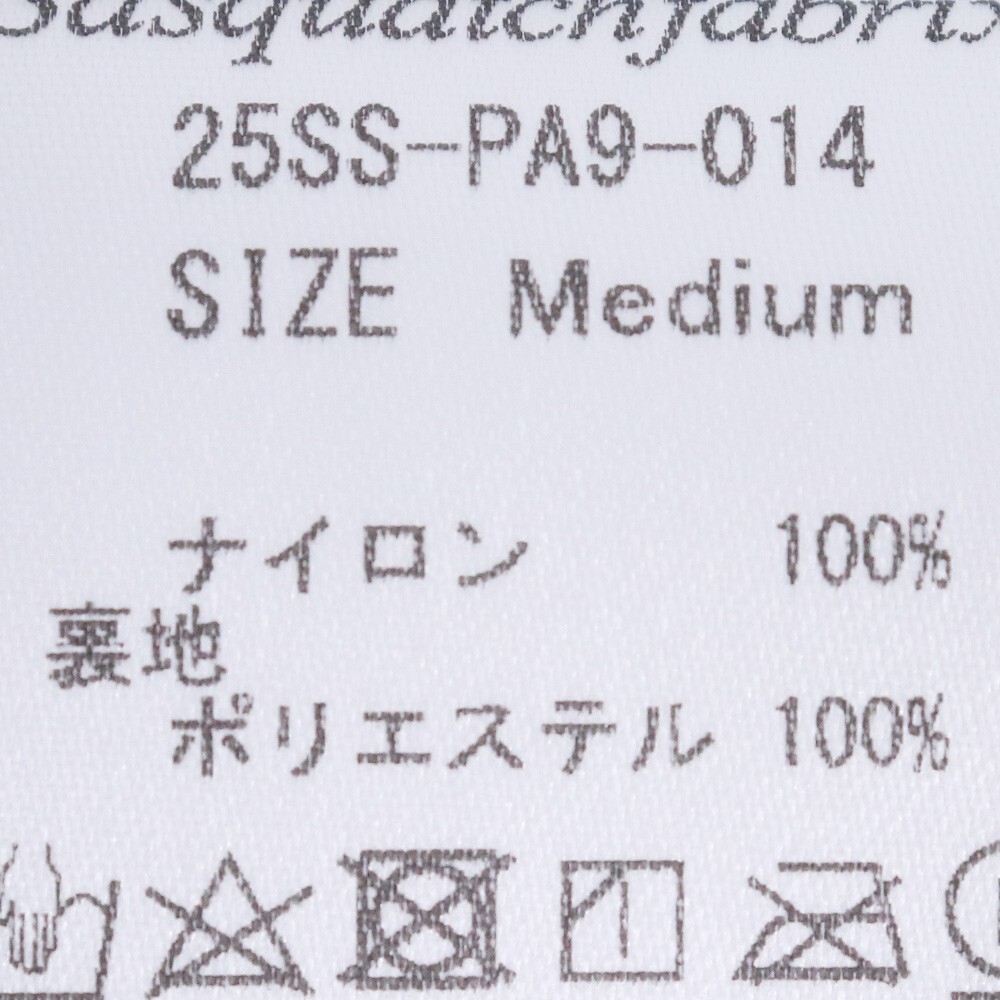 Sasquatchfabrix
25SS-PA9-014
SIZE Medium
ナイロン 100%
裏地
ポリエステル 100%